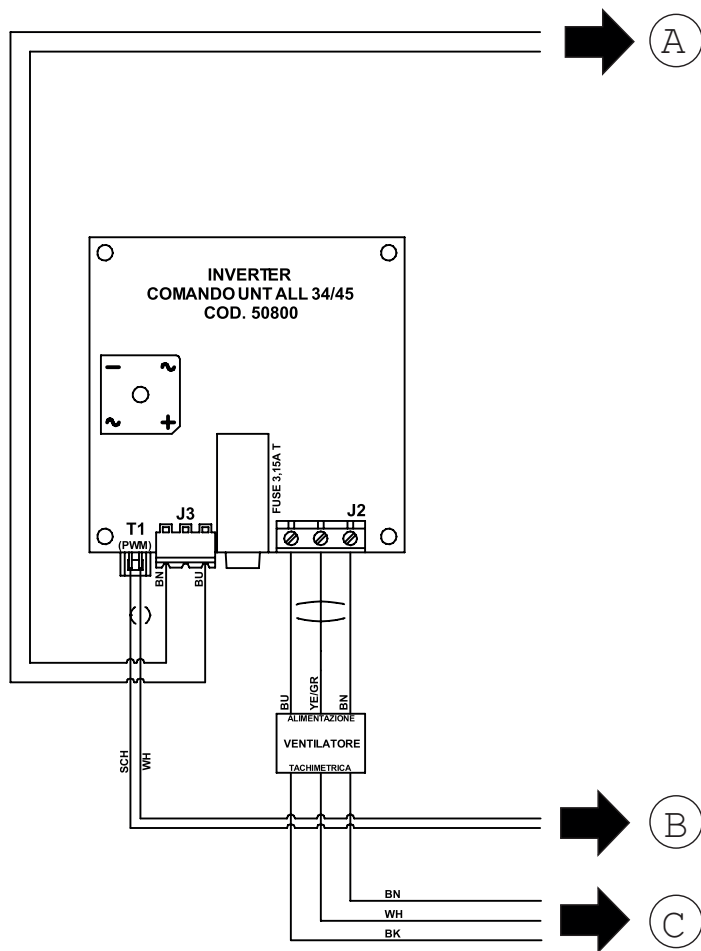 A
INVERTER
COMANDO UNT ALL 34/45
COD. 50800
FUSE 3,15A T
T1
(PWM)
J3
J2
BN
BU
BU
YE/GR
BN
ALIMENTAZIONE
VENTILATORE
TACHIMETRICA
SCH
WH
B
BN
WH
BK
C